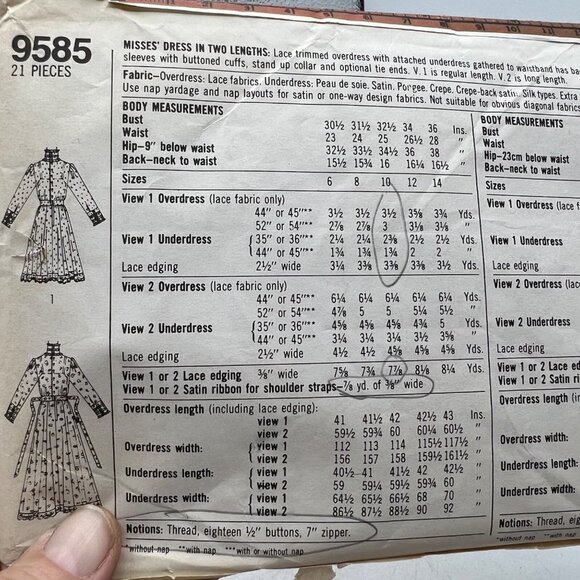 9585
21 PIECES
MISSES' DRESS IN TWO LENGTHS: Lace trimmed overdress with attached underdress gathered to waistband has ba
sleeves with buttoned cuffs, stand up collar and optional tie ends. V.1 is regular length. V.2 is long length.
Fabric—Overdress: Lace fabrics. Underdress: Peau de soie. Satin. Pongee. Crepe. Crepe-back satin. Silk types. Extra
Use nap yardage and nap layouts for satin or one-way design fabrics. Not suitable for obvious diagonal fabrics
BODY MEASUREMENTS
Bust 30½ 31½ 32½ 34 36 Ins.
Waist 23 24 25 26½ 28 "
Hip—9" below waist 32½ 33½ 34½ 36 38 "
Back—neck to waist 15½ 15¾ 16 16¼ 16½ "
Sizes 6 8 10 12 14
View 1 Overdress (lace fabric only)
44" or 45"** 3½ 3½ 3½ 3⅝ 3¾ Yds.
52" or 54"** 2⅞ 2⅞ 3 3⅛ 3⅛ "
View 1 Underdress 35" or 36"** 2¼ 2¼ 2⅜ 2½ 2½ Yds.
44" or 45"** 1¾ 1¾ 1¾ 2 2 "
Lace edging 2½" wide 3¼ 3⅜ 3⅜ 3⅜ 3½ Yds.
View 2 Overdress (lace fabric only)
44" or 45"** 6¼ 6¼ 6¼ 6¼ 6¼ Yds.
52" or 54"** 4⅞ 5 5 5¼ 5½ "
View 2 Underdress 35" or 36"** 4⅝ 4⅝ 4⅝ 4¾ 5 Yds.
44" or 45"** 3¼ 3¼ 4⅜ 4⅜ 4⅜ "
Lace edging 2½" wide 4½ 4½ 4⅝ 4⅝ 4⅝ Yds.
View 1 or 2 Lace edging ⅜" wide 7⅝ 7¾ 7⅞ 8⅛ 8¼ Yds.
View 1 or 2 Satin ribbon for shoulder straps—⅞ yd. of ⅜" wide
Overdress length (including lace edging):
view 1 41 41½ 42 42½ 43 Ins.
view 2 59½ 59¾ 60 60¼ 60½ "
Overdress width: view 1 112 113 114 115½ 117½ "
view 2 156 157 158 159½ 161½ "
Underdress length: view 1 40½ 41 41½ 42 42½ "
view 2 59 59¼ 59½ 59¾ 60 "
Underdress width: view 1 64½ 65½ 66½ 68 70 "
view 2 86½ 87½ 88½ 90 92 "
Notions: Thread, eighteen ½" buttons, 7" zipper.
*without nap **with nap ***with or without nap
1
BODY MEASUREMENTS
Bust
Waist
Hip—23cm below waist
Back—neck to waist
Sizes
View 1 Overdress (lace f
View 1 Underdress
Lace edging
View 2 Overdress (lac
View 2 Underdress
Lace edging
View 1 or 2 Lace edgin
View 1 or 2 Satin ri
Overdress length (in
Overdress width:
Underdress length:
Underdress width:
Notions: Thread, eig
*without nap **with